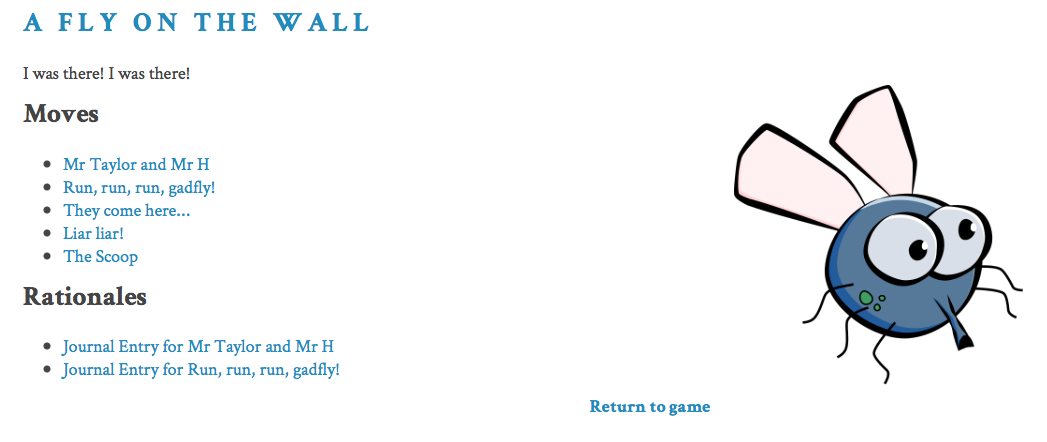 A FLY ON THE WALL
I was there! I was there!
Moves
Mr Taylor and Mr H
Run, run, run, gadfly!
They come here...
Liar liar!
The Scoop
Rationales
Journal Entry for Mr Taylor and Mr H
Journal Entry for Run, run, run, gadfly!
Return to game